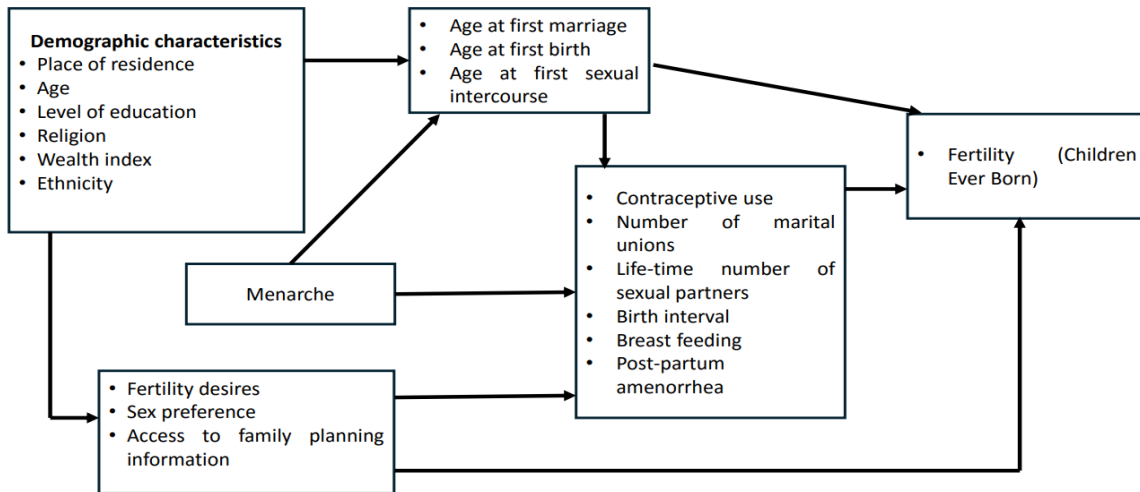 Demographic characteristics
• Place of residence
• Age
• Level of education
• Religion
• Wealth index
• Ethnicity
• Age at first marriage
• Age at first birth
• Age at first sexual
intercourse
• Fertility (Children
Ever Born)
• Contraceptive use
• Number of marital
unions
• Life-time number of
sexual partners
• Birth interval
• Breast feeding
• Post-partum
amenorrhea
Menarche
• Fertility desires
• Sex preference
• Access to family planning
information